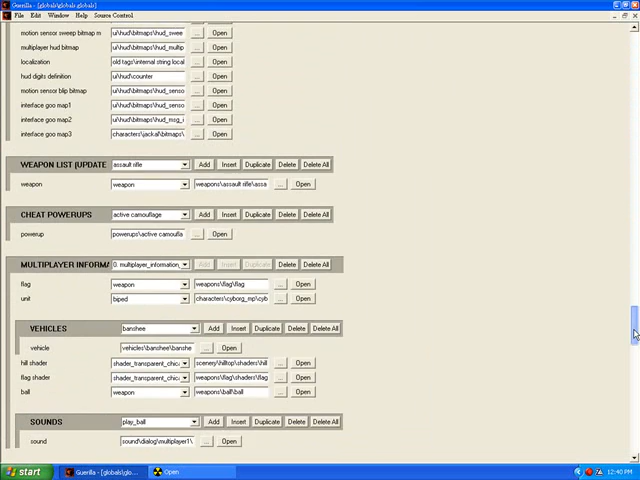 Guerilla - [globals\globals.globals]
File Edit Window Help Source Control
motion sensor sweep bitmap m u\hud\bitmaps\hud_swee ... Open
multiplayer hud bitmap u\hud\bitmaps\hud_multip ... Open
localization old tags\internal string local ... Open
hud digits definition u\hud\counter ... Open
motion sensor blip bitmap u\hud\bitmaps\hud_senso ... Open
interface goo map1 u\hud\bitmaps\hud_senso ... Open
interface goo map2 u\hud\bitmaps\hud_msg_i ... Open
interface goo map3 characters\jackal\bitmaps\ ... Open
WEAPON LIST (UPDATE assault rifle Add Insert Duplicate Delete Delete All
weapon weapon weapons\assault rifle\assa ... Open
CHEAT POWERUPS active camouflage Add Insert Duplicate Delete Delete All
powerup powerups\active camoufla ... Open
MULTIPLAYER INFORMA 0. multiplayer_information_ Add Insert Duplicate Delete Delete All
flag weapon weapons\flag\flag ... Open
unit biped characters\cyborg_mp\cyb ... Open
VEHICLES banshee Add Insert Duplicate Delete Delete All
vehicle vehicles\banshee\banshe ... Open
hill shader shader_transparent_chica scenery\hilltop\shaders\hill ... Open
flag shader shader_transparent_chica weapons\flag\shaders\flag ... Open
ball weapon weapons\ball\ball ... Open
SOUNDS play_ball Add Insert Duplicate Delete Delete All
sound sound\dialog\multiplayer1\ ... Open
start Guerilla - [globals\glo... Open 12:40 PM